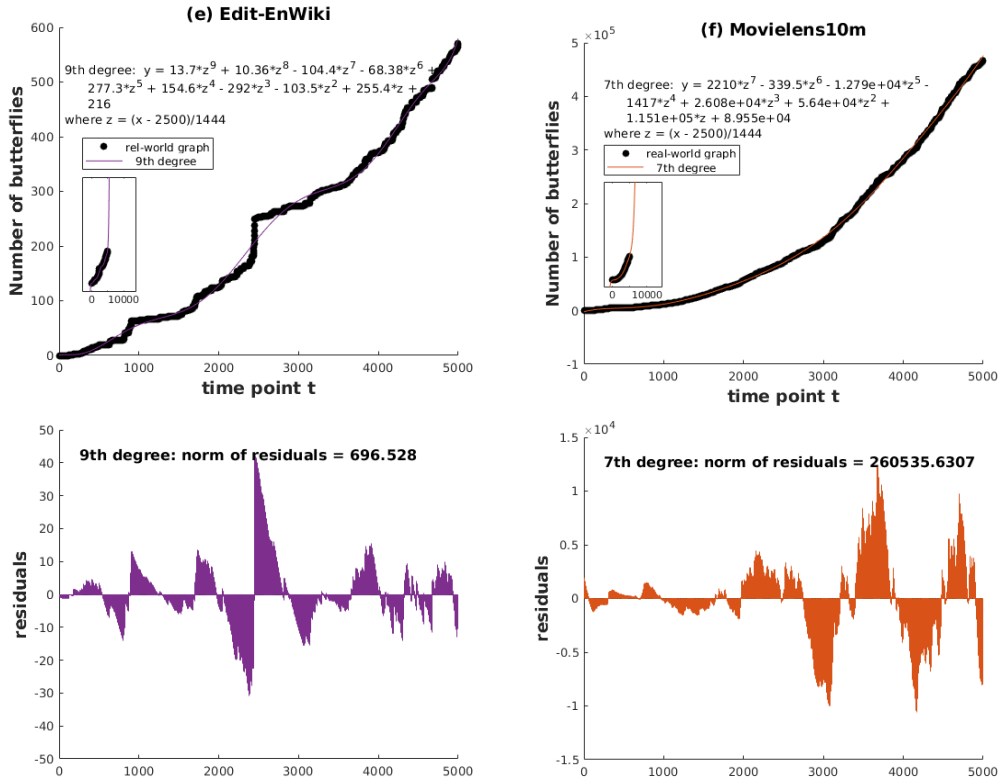 (e) Edit-EnWiki
600
500
400
300
200
100
0
Number of butterflies
9th degree: y = 13.7*z^9 + 10.36*z^8 - 104.4*z^7 - 68.38*z^6 +
277.3*z^5 + 154.6*z^4 - 292*z^3 - 103.5*z^2 + 255.4*z +
216
where z = (x - 2500)/1444
rel-world graph
9th degree
0 10000
0 1000 2000 3000 4000 5000
time point t
(f) Movielens10m
×10^5
5
4
3
2
1
0
-1
Number of butterflies
7th degree: y = 2210*z^7 - 339.5*z^6 - 1.279e+04*z^5 -
1417*z^4 + 2.608e+04*z^3 + 5.64e+04*z^2 +
1.151e+05*z + 8.955e+04
where z = (x - 2500)/1444
real-world graph
7th degree
0 10000
0 1000 2000 3000 4000 5000
time point t
50
40
30
20
10
0
-10
-20
-30
-40
-50
residuals
9th degree: norm of residuals = 696.528
0 1000 2000 3000 4000 5000
×10^4
1.5
1
0.5
0
-0.5
-1
-1.5
residuals
7th degree: norm of residuals = 260535.6307
0 1000 2000 3000 4000 5000